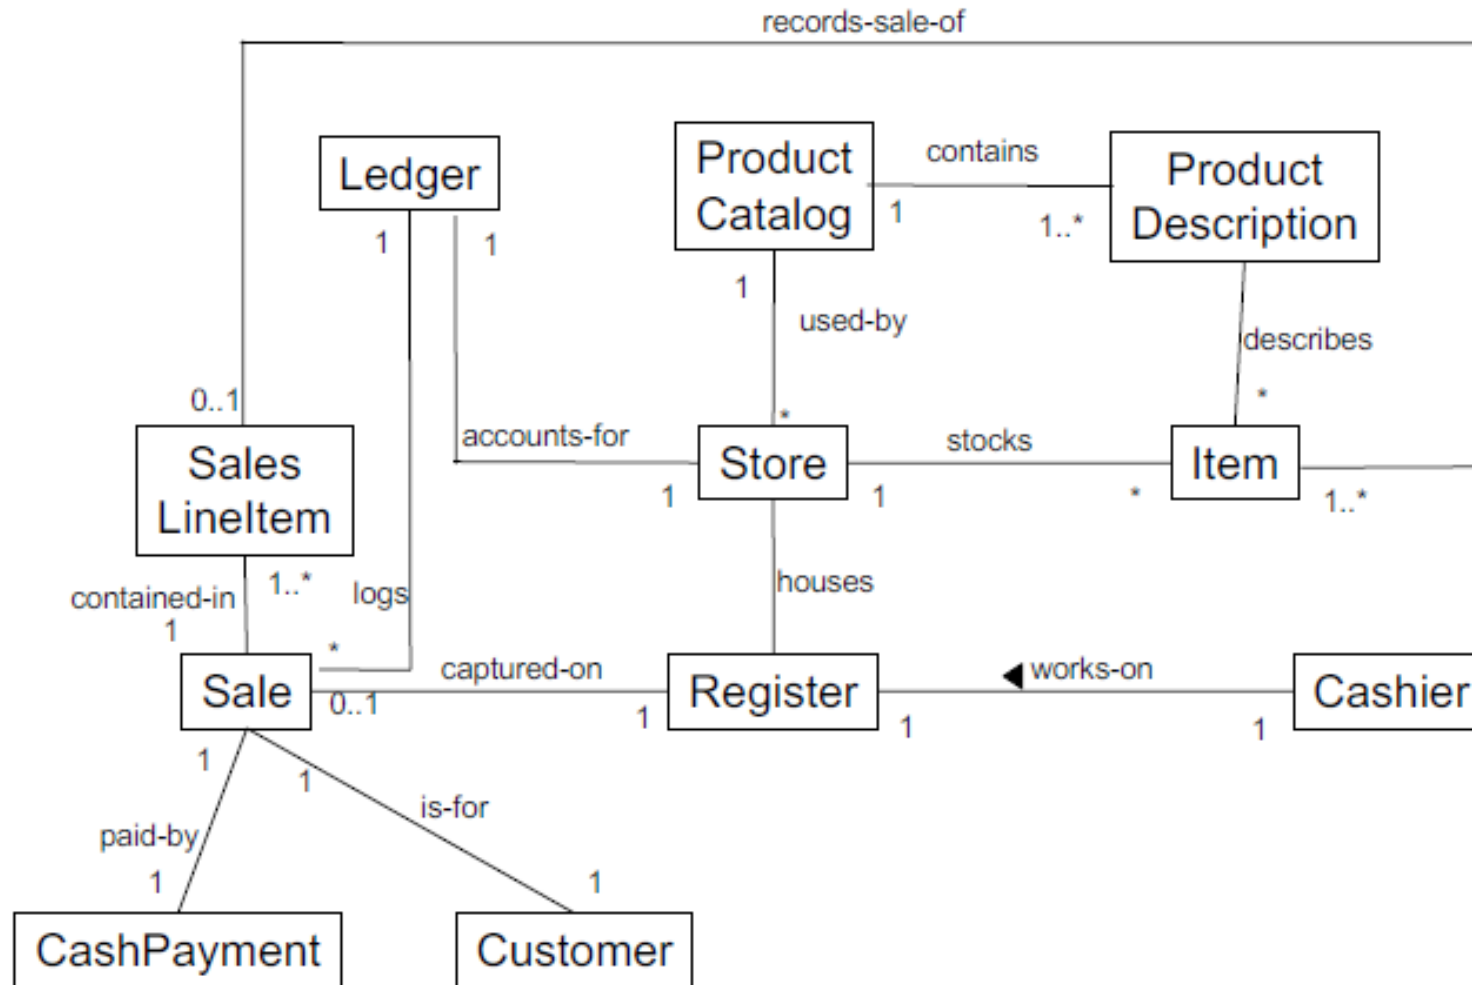 records-sale-of
Ledger
Product
Catalog
contains
Product
Description
1
1
1
1..*
1
used-by
describes
0..1
*
*
accounts-for
stocks
Sales
LineItem
Store
Item
1
1
*
1..*
1..*
contained-in
logs
houses
1
*
captured-on
works-on
Sale
Register
Cashier
0..1
1
1
1
1
1
is-for
paid-by
1
1
CashPayment
Customer